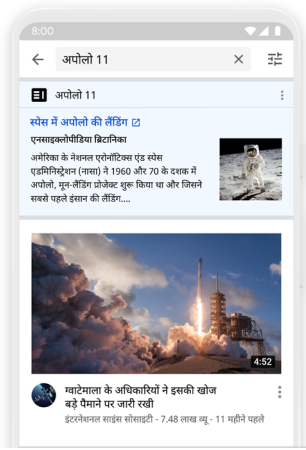 8:00
अपोलो 11
अपोलो 11
स्पेस में अपोलो की लैंडिंग
एनसाइक्लोपीडिया ब्रिटानिका
अमेरिका के नेशनल एरोनॉटिक्स एंड स्पेस
एडमिनिस्ट्रेशन (नासा) ने 1960 और 70 के दशक में
अपोलो, मून-लैंडिंग प्रोजेक्ट शुरू किया था और जिसने
सबसे पहले इंसान की लैंडिंग....
4:52
ग्वाटेमाला के अधिकारियों ने इसकी खोज
बड़े पैमाने पर जारी रखी
इंटरनेशनल साइंस सोसाइटी - 7.48 लाख व्यू - 11 महीने पहले